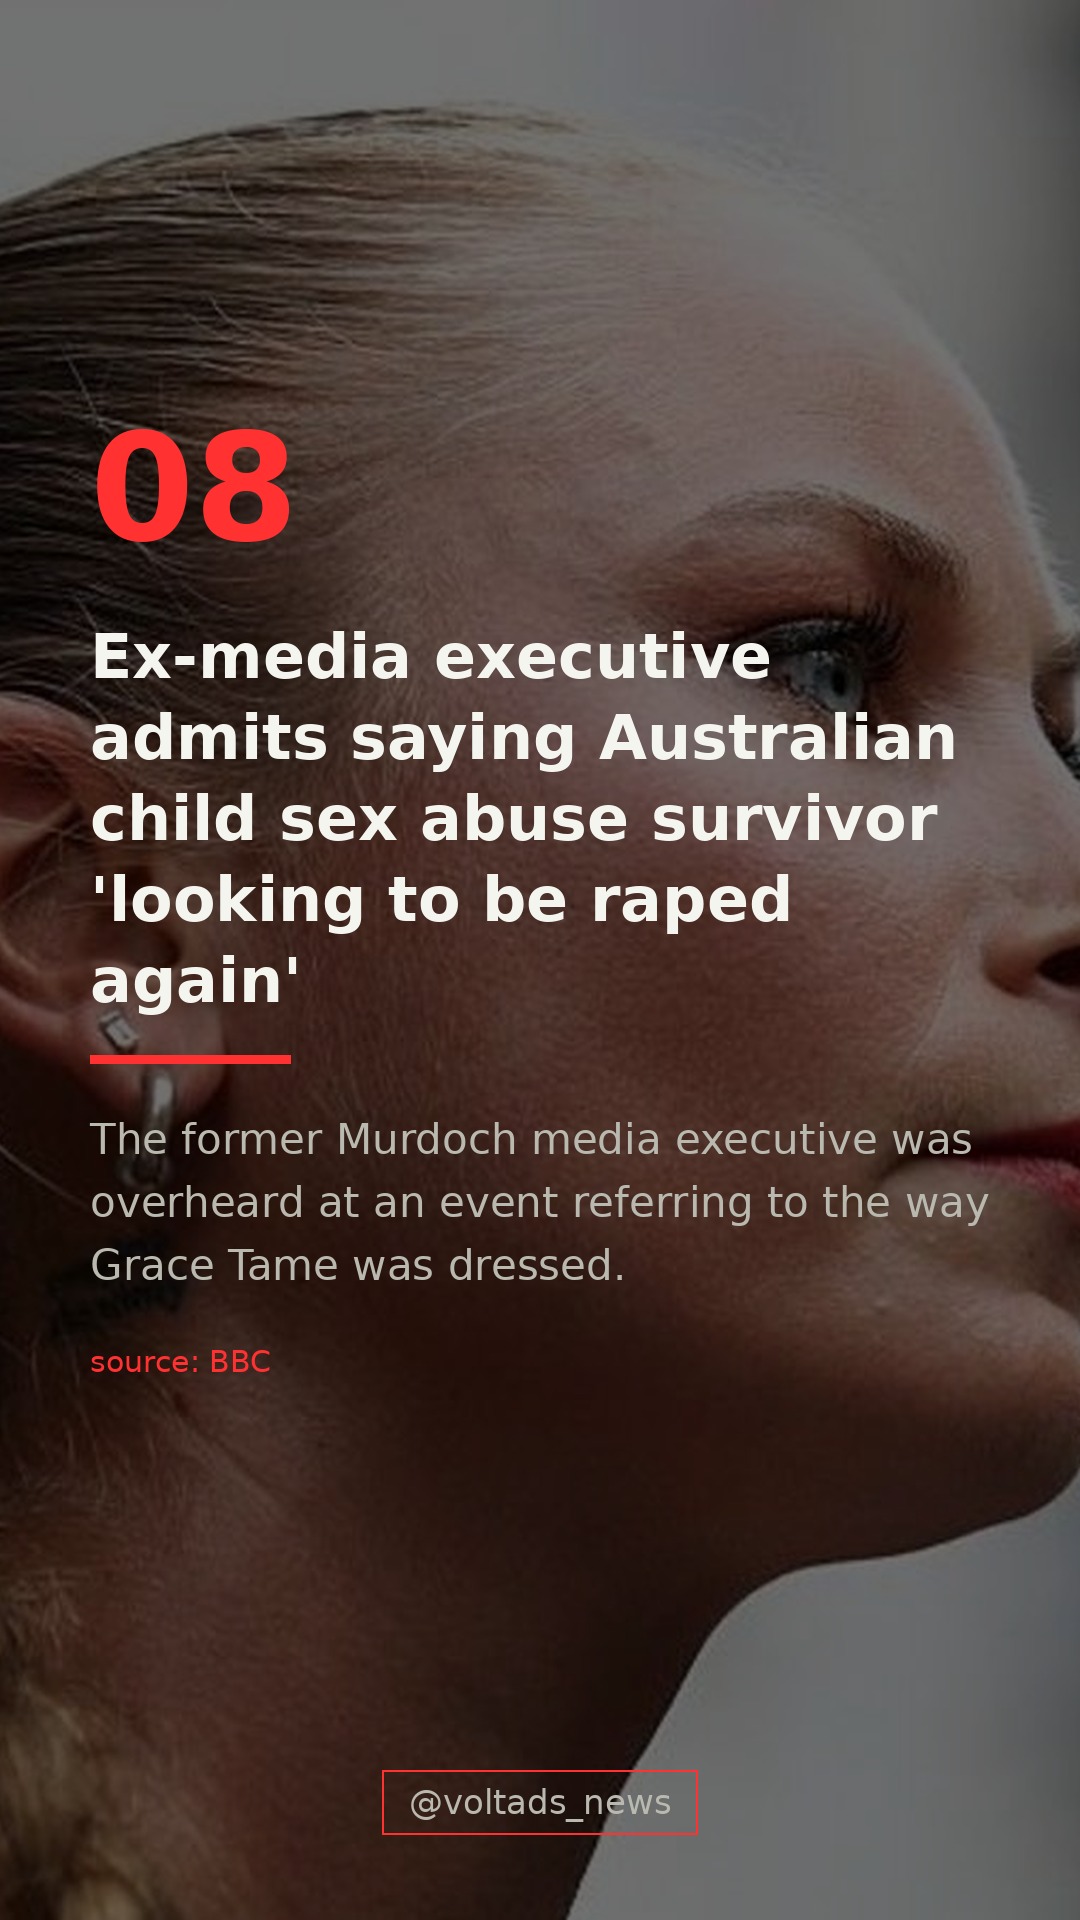 08
Ex-media executive
admits saying Australian
child sex abuse survivor
'looking to be raped
again'
The former Murdoch media executive was
overheard at an event referring to the way
Grace Tame was dressed.
source: BBC
@voltads_news